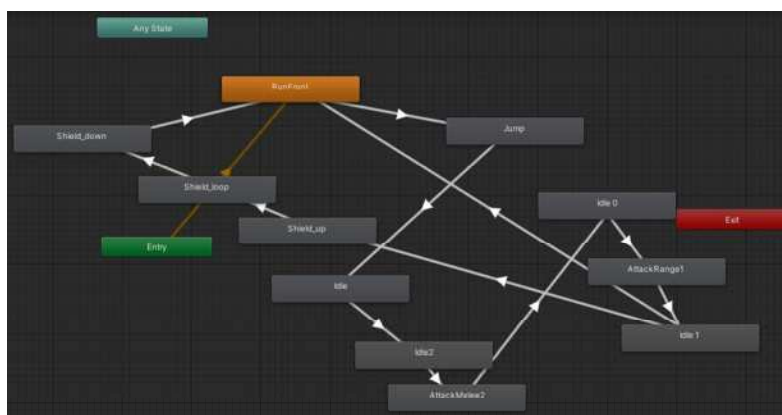 Any State
RunFront
Shield_down
Jump
Shield_loop
Idle 0
Exit
Shield_up
Entry
AttackRange1
Idle
Idle 1
Idle2
AttackMelee2